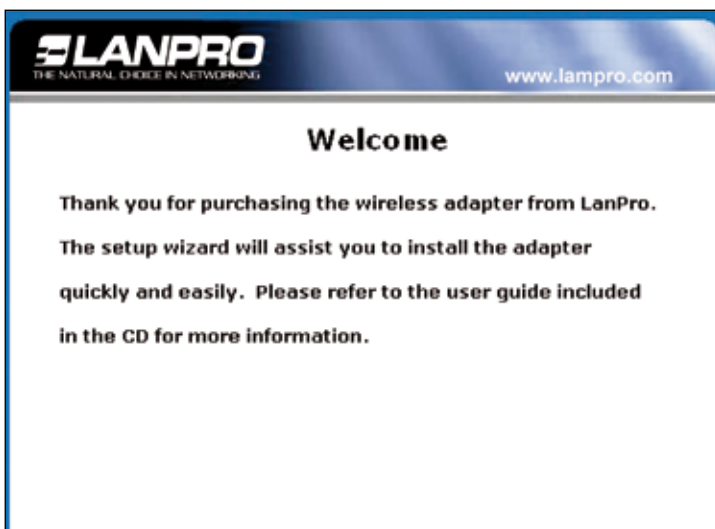 LANPRO
THE NATURAL CHOICE IN NETWORKING
www.lampro.com
Welcome
Thank you for purchasing the wireless adapter from LanPro.
The setup wizard will assist you to install the adapter
quickly and easily. Please refer to the user guide included
in the CD for more information.